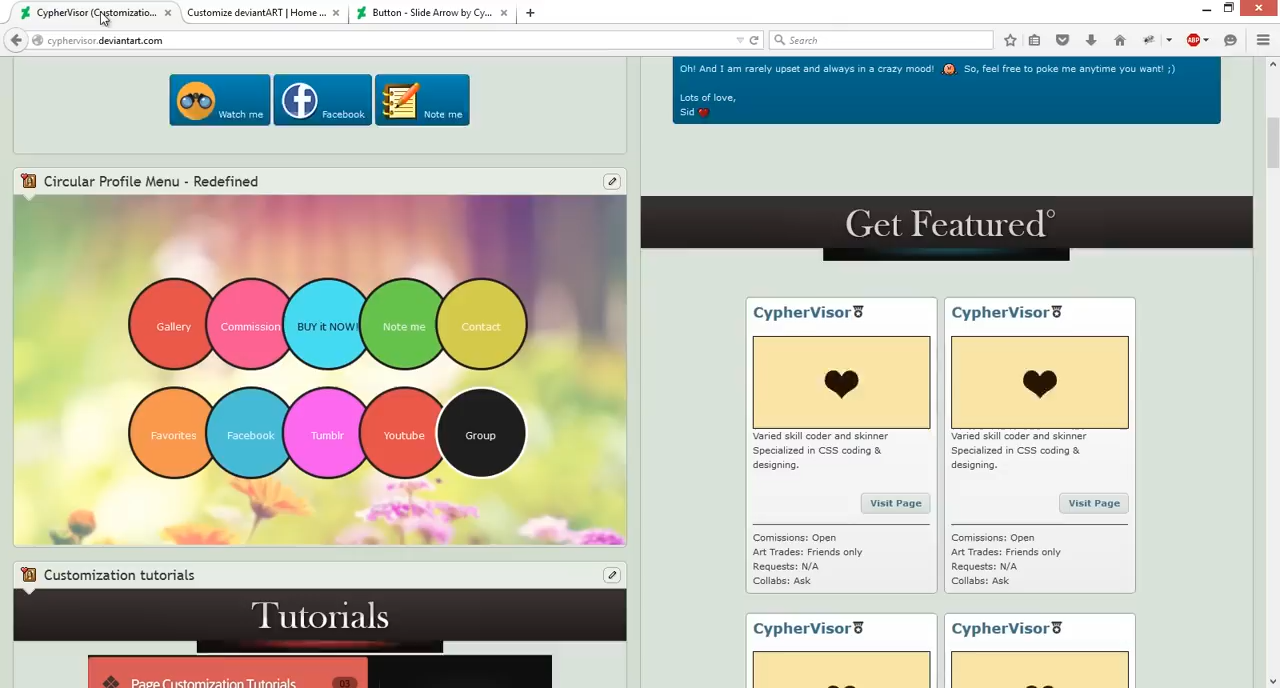 CypherVisor (Customizatio...
Customize deviantART | Home ...
Button - Slide Arrow by Cy...
cyphervisor.deviantart.com
Search
ABP
Watch me
Facebook
Note me
Oh! And I am rarely upset and always in a crazy mood! So, feel free to poke me anytime you want! ;)
Lots of love,
Sid
Circular Profile Menu - Redefined
Gallery
Commission
BUY it NOW!
Note me
Contact
Favorites
Facebook
Tumblr
Youtube
Group
Customization tutorials
Tutorials
Page Customization Tutorials
03
Get Featured°
CypherVisor
Varied skill coder and skinner
Specialized in CSS coding &
designing.
Visit Page
Comissions: Open
Art Trades: Friends only
Requests: N/A
Collabs: Ask
CypherVisor
Varied skill coder and skinner
Specialized in CSS coding &
designing.
Visit Page
Comissions: Open
Art Trades: Friends only
Requests: N/A
Collabs: Ask
CypherVisor
CypherVisor